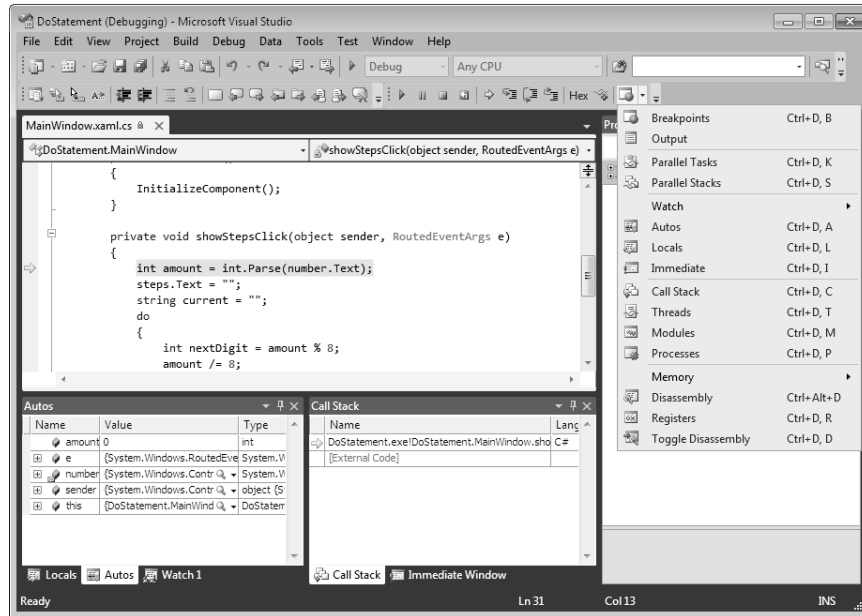 DoStatement (Debugging) - Microsoft Visual Studio
File Edit View Project Build Debug Data Tools Test Window Help
Debug Any CPU
Hex
MainWindow.xaml.cs
DoStatement.MainWindow showStepsClick(object sender, RoutedEventArgs e)
{
InitializeComponent();
}
private void showStepsClick(object sender, RoutedEventArgs e)
{
int amount = int.Parse(number.Text);
steps.Text = "";
string current = "";
do
{
int nextDigit = amount % 8;
amount /= 8;
Breakpoints Ctrl+D, B
Output
Parallel Tasks Ctrl+D, K
Parallel Stacks Ctrl+D, S
Watch
Autos Ctrl+D, A
Locals Ctrl+D, L
Immediate Ctrl+D, I
Call Stack Ctrl+D, C
Threads Ctrl+D, T
Modules Ctrl+D, M
Processes Ctrl+D, P
Memory
Disassembly Ctrl+Alt+D
Registers Ctrl+D, R
Toggle Disassembly Ctrl+D, D
Autos
Name Value Type
amount 0 int
e {System.Windows.RoutedEve System.W
number {System.Windows.Contr System.W
sender {System.Windows.Contr object {S
this {DoStatement.MainWind DoStatem
Locals Autos Watch 1
Call Stack
Name Lang
DoStatement.exe!DoStatement.MainWindow.sho C#
[External Code]
Call Stack Immediate Window
Ready Ln 31 Col 13 INS